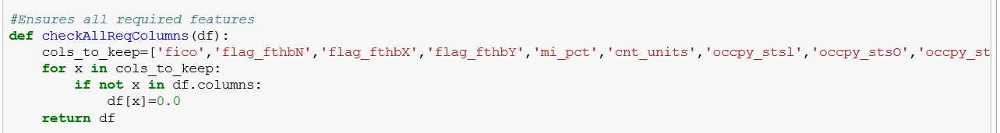 #Ensures all required features
def checkAllReqColumns(df):
    cols_to_keep=['fico','flag_fthbN','flag_fthbX','flag_fthbY','mi_pct','cnt_units','occpy_stsl','occpy_stsO','occpy_st
    for x in cols_to_keep:
        if not x in df.columns:
            df[x]=0.0
    return df